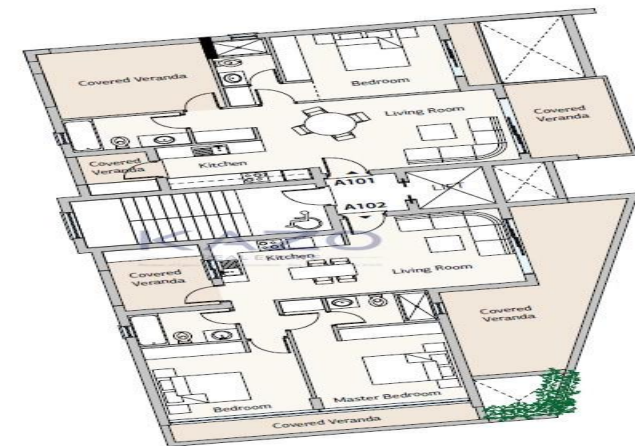 Covered Veranda
Bedroom
Living Room
Covered
Veranda
Covered
Veranda
Kitchen
A101
LIFT
A102
KAZO
Kitchen
Living Room
Covered
Veranda
Covered
Veranda
Bedroom
Master Bedroom
Covered Veranda